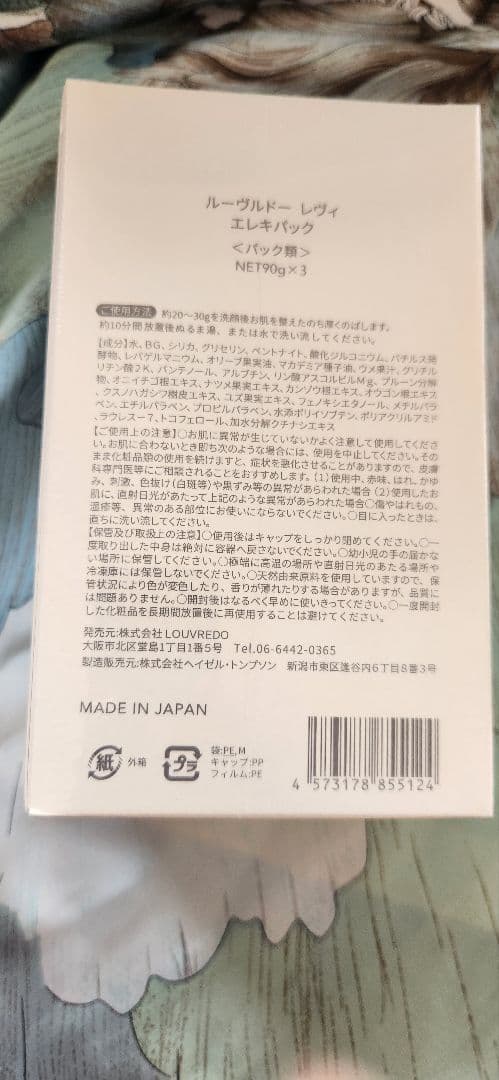 ルーヴルドー レヴィ
エレキパック
＜パック類＞
NET90g×3
ご使用方法 約20～30gを洗顔後お肌を整えたのち厚くのばします。
約10分間放置後ぬるま湯、または水で洗い流してください。
【成分】水、BG、シリカ、グリセリン、ベントナイト、酸化ジルコニウム、バチルス発
酵物、レパゲルマニウム、オリーブ果実油、マカデミア種子油、ウメ果汁、グリチル
リチン酸2K、パンテノール、アルブチン、リン酸アスコルビルMg、プルーン分解
物、オニイチゴ根エキス、ナツメ果実エキス、カンゾウ根エキス、オウゴン根エキス
、クスノハガシワ樹皮エキス、ユズ果実エキス、フェノキシエタノール、メチルパラ
ベン、エチルパラベン、プロピルパラベン、水添ポリイソブテン、ポリアクリルアミド
、ラウレス－7、トコフェロール、加水分解クチナシエキス
【ご使用上の注意】○お肌に異常が生じていないかよく注意して使用してくださ
い。お肌に合わないとき即ち次のような場合には、使用を中止してください。その
まま化粧品類の使用を続けますと、症状を悪化させることがありますので、皮膚
科専門医等にご相談されることをおすすめします。（1）使用中、赤味、はれ、かゆ
み、刺激、色抜け(白斑等)や黒ずみ等の異常があらわれた場合（2）使用したお
肌に、直射日光があたって上記のような異常があらわれた場合○傷やはれもの、
湿疹等、異常のある部位にお使いにならないでください。○目に入ったときは、
直ちに洗い流してください。
【保管及び取扱上の注意】○使用後はキャップをしっかり閉めてください。○一
度取り出した中身は絶対に容器へ戻さないでください。○幼小児の手の届かな
い場所に保管してください。○極端に高温の場所や直射日光のあたる場所や
冷凍庫には保管しないでください。○天然由来原料を使用していますので、保
管状況により色が変色したり、香りが薄れたりする場合がありますが、品質に
は問題ありません。○開封後はなるべく早めに使いきってください。○一度開封
した化粧品を長期間放置後に再使用することは避けてください。
発売元:株式会社 LOUVREDO
大阪市北区堂島1丁目1番5号 Tel.06-6442-0365
製造販売元:株式会社ヘイゼル・トンプソン 新潟市東区逢谷内6丁目8番3号
MADE IN JAPAN
紙 外箱
プラ 袋:PE,M
キャップ:PP
フィルム:PE
4 573178 855124